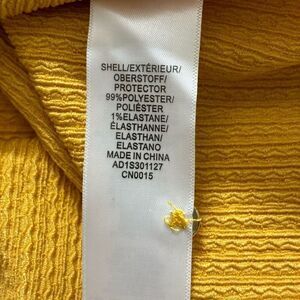 SHELL/EXTÉRIEUR/
OBERSTOFF/
PROTECTOR
99%POLYESTER/
POLIÉSTER
1%ELASTANE/
ÉLASTHANNE/
ELASTHAN/
ELASTANO
MADE IN CHINA
AD1S301127
CN0015